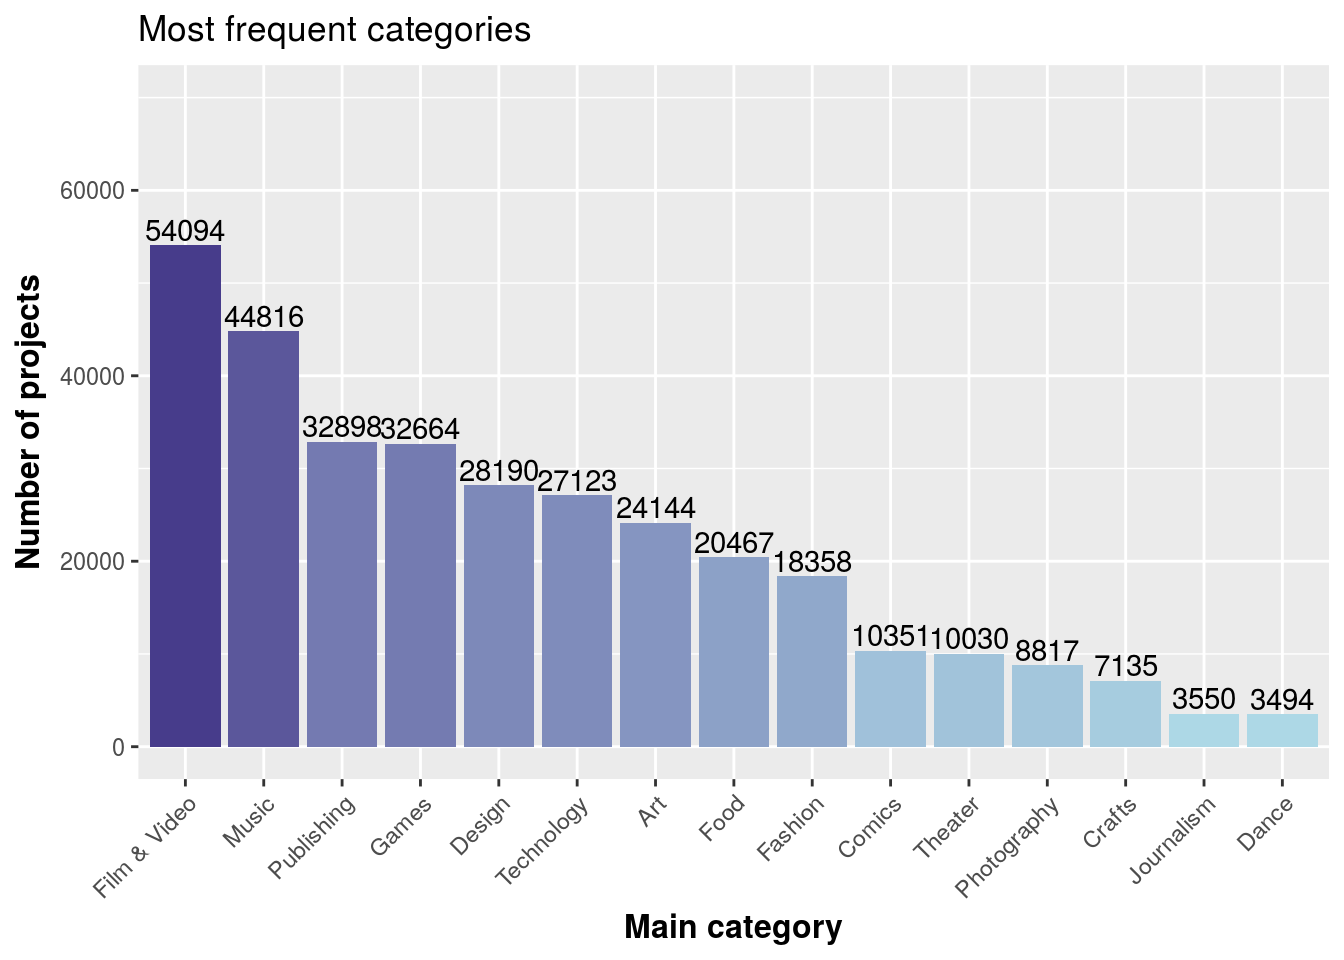 Most frequent categories
Number of projects
60000
40000
20000
0
54094
44816
32898
32664
28190
27123
24144
20467
18358
10351
10030
8817
7135
3550
3494
Film & Video
Music
Publishing
Games
Design
Technology
Art
Food
Fashion
Comics
Theater
Photography
Crafts
Journalism
Dance
Main category